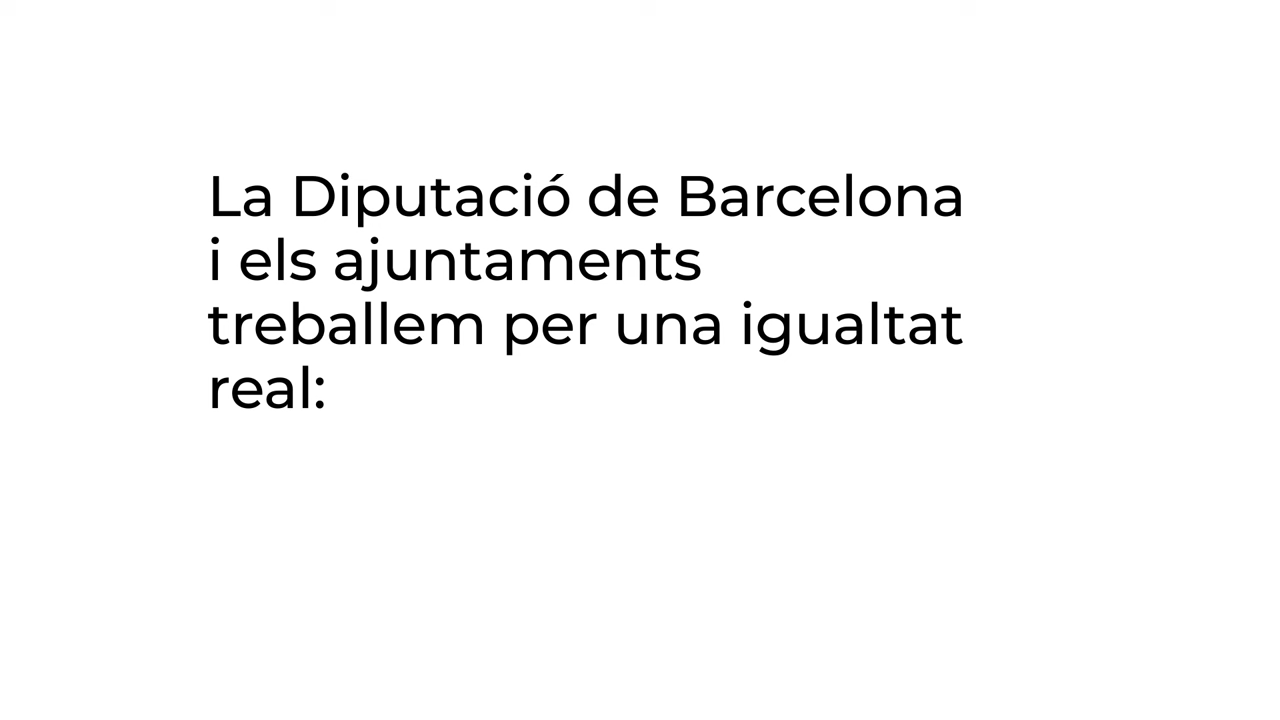 La Diputació de Barcelona
i els ajuntaments
treballem per una igualtat
real: